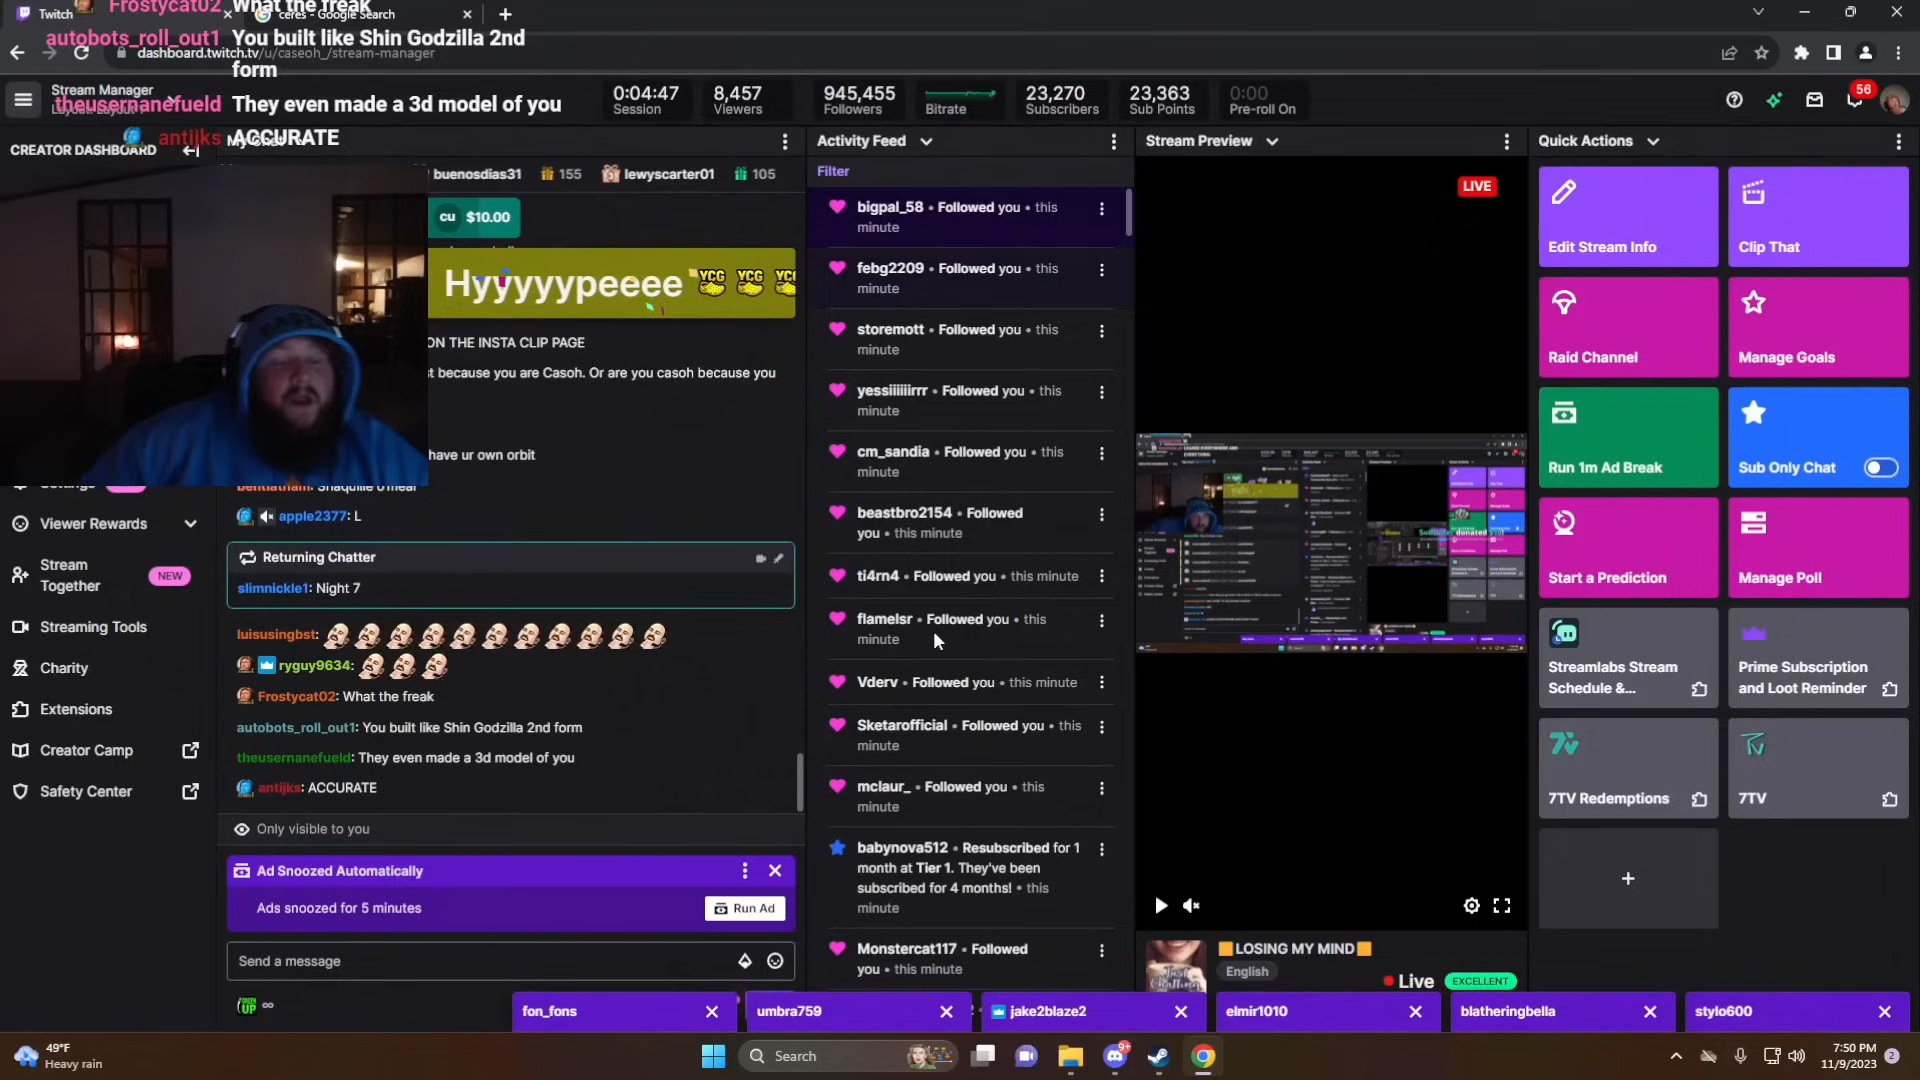 Frostycat02 What the freak
Twitch
ceres - Google Search
autobots_roll_out1 You built like Shin Godzilla 2nd
form
dashboard.twitch.tv/u/caseoh_/stream-manager
Stream Manager
theusernanefueld They even made a 3d model of you
antijks ACCURATE
0:04:47
Session
8,457
Viewers
945,455
Followers
Bitrate
23,270
Subscribers
23,363
Sub Points
0:00
Pre-roll On
56
CREATOR DASHBOARD
Settings
Viewer Rewards
Stream
Together
NEW
Streaming Tools
Charity
Extensions
Creator Camp
Safety Center
buenosdias31 155 lewyscarter01 105
cu $10.00
Hyyyyypeeee YCG YCG YCG
ON THE INSTA CLIP PAGE
t because you are Casoh. Or are you casoh because you
have ur own orbit
bentlatham: Shaquille o'meal
apple2377: L
Returning Chatter
slimnickle1: Night 7
luisusingbst:
ryguy9634:
Frostycat02: What the freak
autobots_roll_out1: You built like Shin Godzilla 2nd form
theusernanefueld: They even made a 3d model of you
antijks: ACCURATE
Only visible to you
Ad Snoozed Automatically
Ads snoozed for 5 minutes
Run Ad
Send a message
∞
Activity Feed
Filter
bigpal_58 • Followed you • this
minute
febg2209 • Followed you • this
minute
storemott • Followed you • this
minute
yessiiiiiirrr • Followed you • this
minute
cm_sandia • Followed you • this
minute
beastbro2154 • Followed
you • this minute
ti4rn4 • Followed you • this minute
flamelsr • Followed you • this
minute
Vderv • Followed you • this minute
Sketarofficial • Followed you • this
minute
mclaur_ • Followed you • this
minute
babynova512 • Resubscribed for 1
month at Tier 1. They've been
subscribed for 4 months! • this
minute
Monstercat117 • Followed
you • this minute
Stream Preview
LIVE
LOSING MY MIND
English
Live
EXCELLENT
Quick Actions
Edit Stream Info
Clip That
Raid Channel
Manage Goals
Run 1m Ad Break
Sub Only Chat
Start a Prediction
Manage Poll
Streamlabs Stream
Schedule &...
Prime Subscription
and Loot Reminder
7TV Redemptions
7TV
fon_fons
umbra759
jake2blaze2
elmir1010
blatheringbella
stylo600
49°F
Heavy rain
Search
9+
7:50 PM
11/9/2023
2